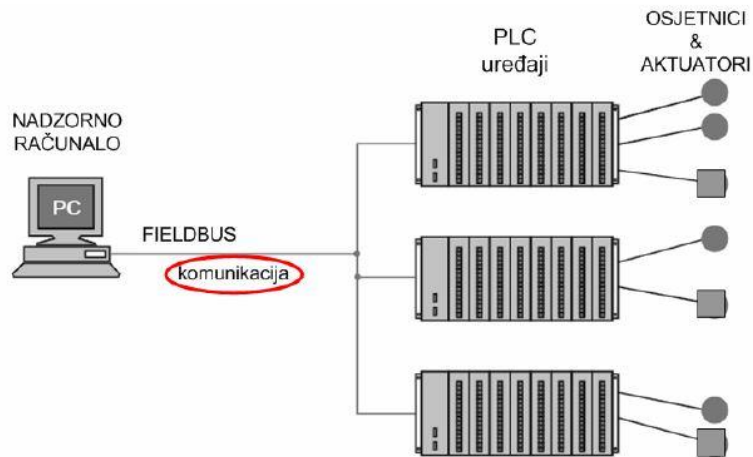 OSJETNICI
&
AKTUATORI
PLC
uređaji
NADZORNO
RAČUNALO
PC
FIELDBUS
komunikacija